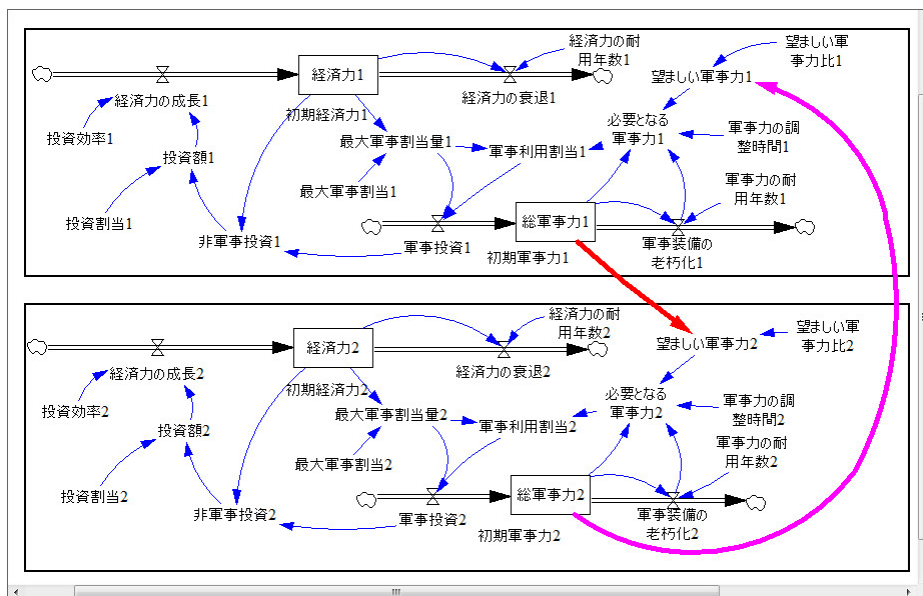 経済力の耐
用年数1
望ましい軍
事力比1
経済力1
望ましい軍事力1
経済力の成長1
経済力の衰退1
初期経済力1
投資効率1
必要となる
軍事力1
軍事力の調
整時間1
最大軍事割当量1
軍事利用割当1
投資額1
最大軍事割当1
軍事力の耐
用年数1
投資割当1
総軍事力1
非軍事投資1
軍事投資1
初期軍事力1
軍事装備の
老朽化1
経済力の耐
用年数2
望ましい軍
事力比2
経済力2
望ましい軍事力2
経済力の成長2
経済力の衰退2
初期経済力2
投資効率2
必要となる
軍事力2
軍事力の調
整時間2
最大軍事割当量2
軍事利用割当2
投資額2
最大軍事割当2
軍事力の耐
用年数2
投資割当2
総軍事力2
非軍事投資2
軍事投資2
初期軍事力2
軍事装備の
老朽化2